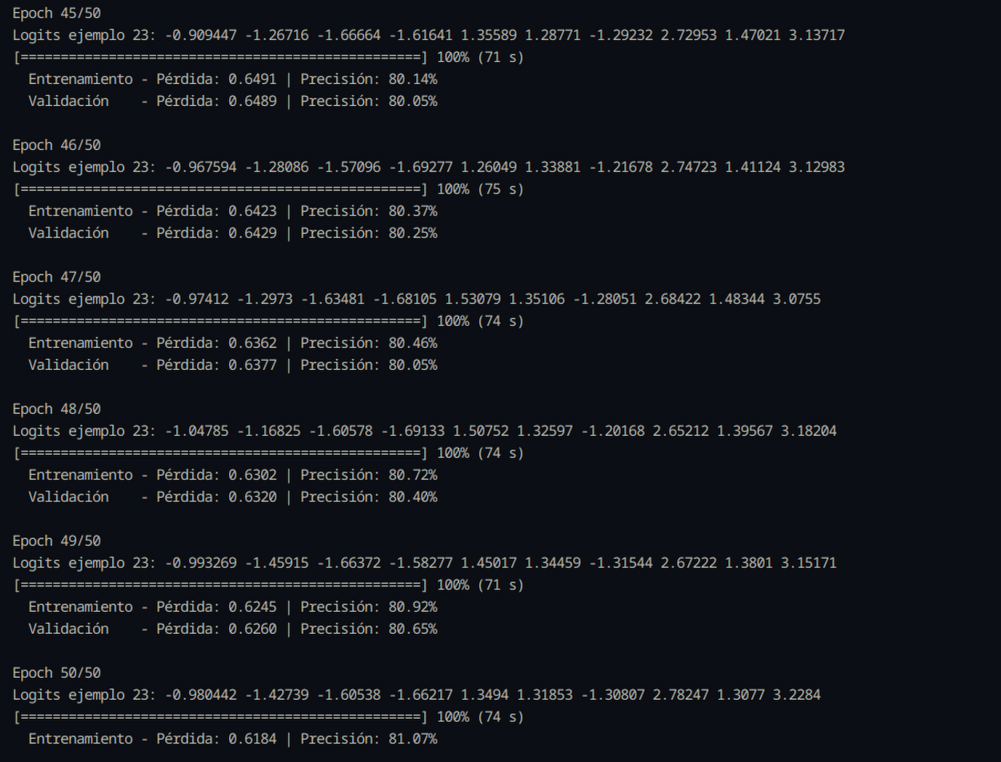 Epoch 45/50
Logits ejemplo 23: -0.909447 -1.26716 -1.66664 -1.61641 1.35589 1.28771 -1.29232 2.72953 1.47021 3.13717
[==================================================] 100% (71 s)
Entrenamiento - Pérdida: 0.6491 | Precisión: 80.14%
Validación    - Pérdida: 0.6489 | Precisión: 80.05%
Epoch 46/50
Logits ejemplo 23: -0.967594 -1.28086 -1.57096 -1.69277 1.26049 1.33881 -1.21678 2.74723 1.41124 3.12983
[==================================================] 100% (75 s)
Entrenamiento - Pérdida: 0.6423 | Precisión: 80.37%
Validación    - Pérdida: 0.6429 | Precisión: 80.25%
Epoch 47/50
Logits ejemplo 23: -0.97412 -1.2973 -1.63481 -1.68105 1.53079 1.35106 -1.28051 2.68422 1.48344 3.0755
[==================================================] 100% (74 s)
Entrenamiento - Pérdida: 0.6362 | Precisión: 80.46%
Validación    - Pérdida: 0.6377 | Precisión: 80.05%
Epoch 48/50
Logits ejemplo 23: -1.04785 -1.16825 -1.60578 -1.69133 1.50752 1.32597 -1.20168 2.65212 1.39567 3.18204
[==================================================] 100% (74 s)
Entrenamiento - Pérdida: 0.6302 | Precisión: 80.72%
Validación    - Pérdida: 0.6320 | Precisión: 80.40%
Epoch 49/50
Logits ejemplo 23: -0.993269 -1.45915 -1.66372 -1.58277 1.45017 1.34459 -1.31544 2.67222 1.3801 3.15171
[==================================================] 100% (71 s)
Entrenamiento - Pérdida: 0.6245 | Precisión: 80.92%
Validación    - Pérdida: 0.6260 | Precisión: 80.65%
Epoch 50/50
Logits ejemplo 23: -0.980442 -1.42739 -1.60538 -1.66217 1.3494 1.31853 -1.30807 2.78247 1.3077 3.2284
[==================================================] 100% (74 s)
Entrenamiento - Pérdida: 0.6184 | Precisión: 81.07%